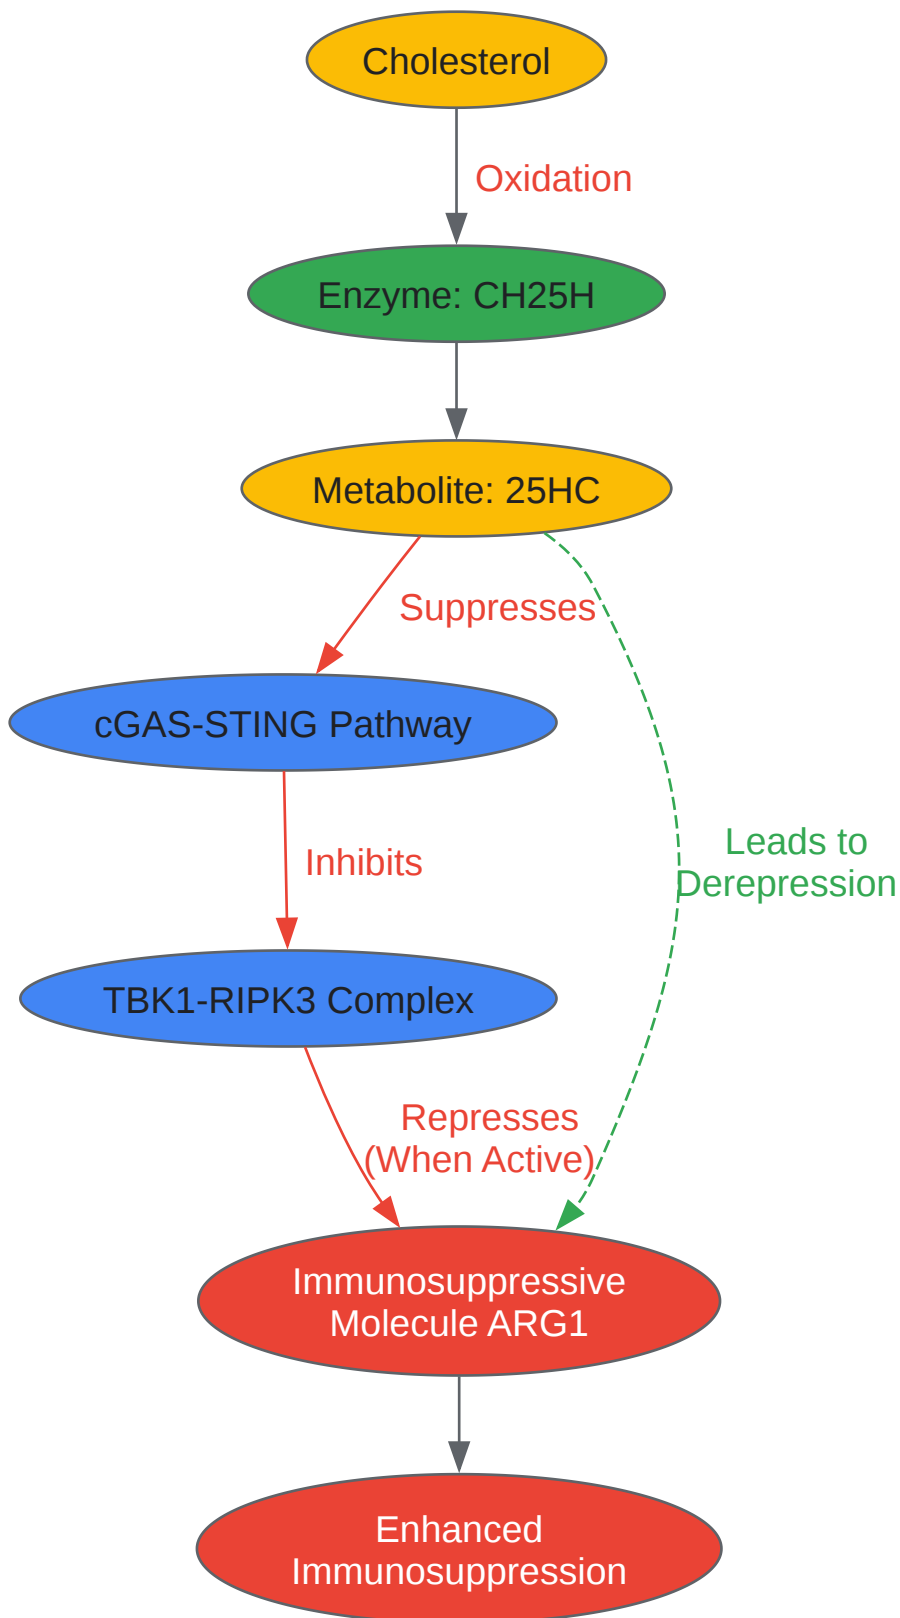 Cholesterol
Oxidation
Enzyme: CH25H
Metabolite: 25HC
Suppresses
cGAS-STING Pathway
Leads to
Derepression
Inhibits
TBK1-RIPK3 Complex
Represses
(When Active)
Immunosuppressive
Molecule ARG1
Enhanced
Immunosuppression